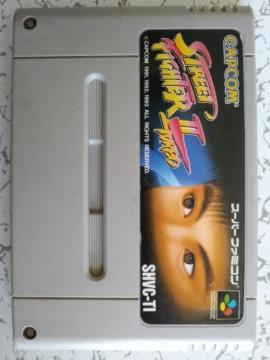 CAPCOM
STREET
FIGHTER II
TURBO
© CAPCOM 1991, 1992, 1993 ALL RIGHTS RESERVED.
スーパーファミコン
SHVC-TI